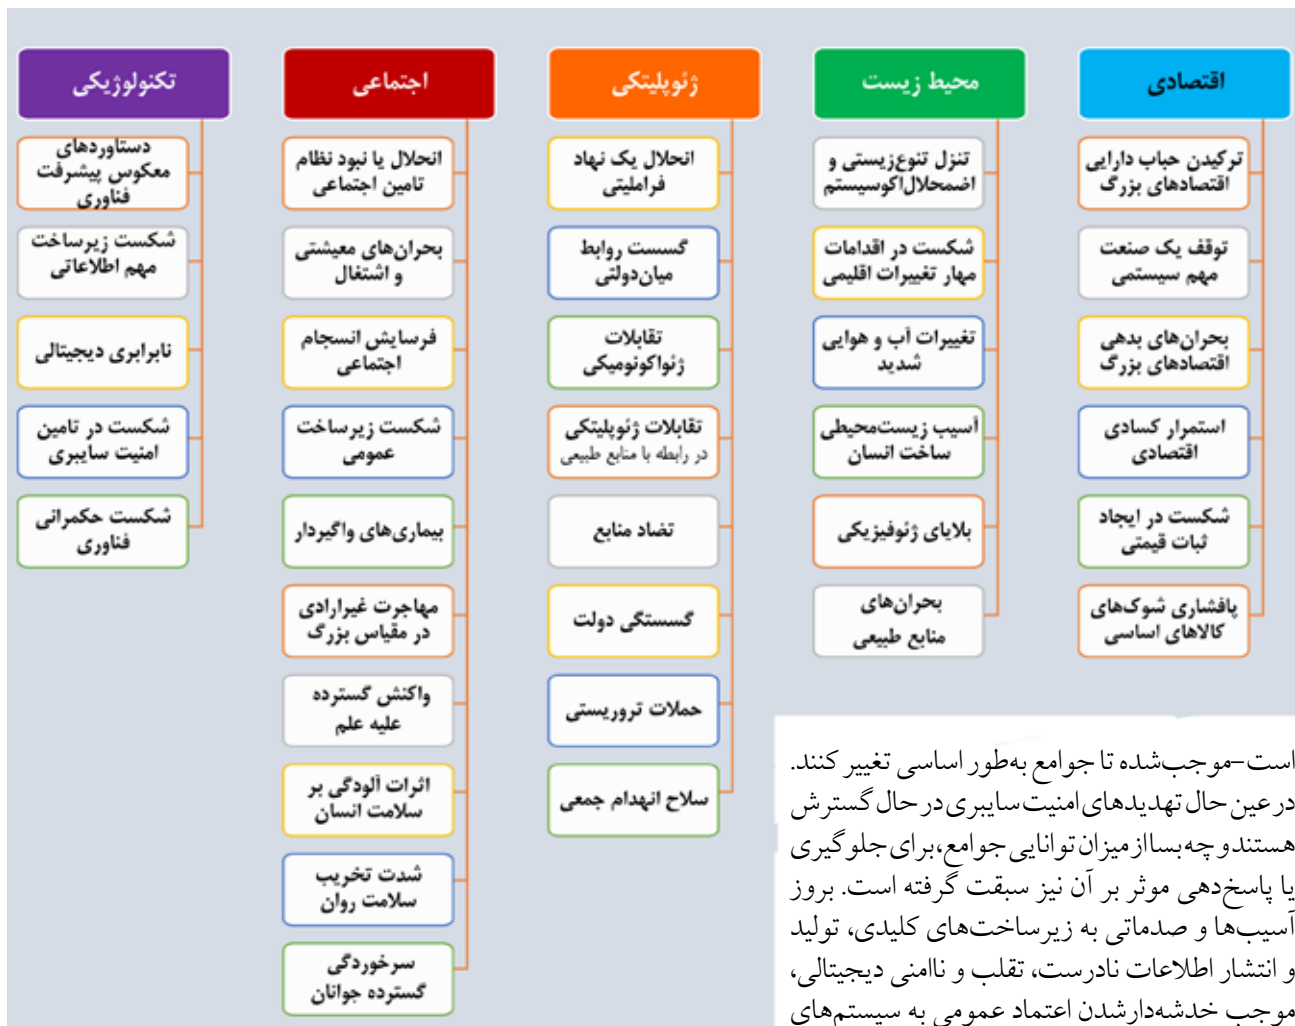 اقتصادی
ترکیدن حباب دارایی
اقتصادهای بزرگ
توقف یک صنعت
مهم سیستمی
بحران‌های بدهی
اقتصادهای بزرگ
استمرار کسادی
اقتصادی
شکست در ایجاد
ثبات قیمتی
پافشاری شوک‌های
کالاهای اساسی
محیط زیست
تنزل تنوع‌زیستی و
اضمحلال‌اکوسیستم
شکست در اقدامات
مهار تغییرات اقلیمی
تغییرات آب و هوایی
شدید
آسیب زیست‌محیطی
ساخت انسان
بلایای ژئوفیزیکی
بحران‌های
منابع طبیعی
ژئوپلیتکی
انحلال یک نهاد
فراملیتی
گسست روابط
میان‌دولتی
تقابلات
ژئواکونومیکی
تقابلات ژئوپلیتکی
در رابطه با منابع طبیعی
تضاد منابع
گسستگی دولت
حملات تروریستی
سلاح انهدام جمعی
اجتماعی
انحلال یا نبود نظام
تامین اجتماعی
بحران‌های معیشتی
و اشتغال
فرسایش انسجام
اجتماعی
شکست زیرساخت
عمومی
بیماری‌های واگیردار
مهاجرت غیرارادی
در مقیاس بزرگ
واکنش گسترده
علیه علم
اثرات آلودگی بر
سلامت انسان
شدت تخریب
سلامت روان
سرخوردگی
گسترده جوانان
تکنولوژیکی
دستاوردهای
معکوس پیشرفت
فناوری
شکست زیرساخت
مهم اطلاعاتی
نابرابری دیجیتالی
شکست در تامین
امنیت سایبری
شکست حکمرانی
فناوری
است–موجب‌شده تا جوامع به‌طور اساسی تغییر کنند.
درعین حال تهدیدهای امنیت سایبری در حال گسترش
هستندو چه بسا از میزان توانایی جوامع،برای جلوگیری
یا پاسخ‌دهی موثر بر آن نیز سبقت گرفته است. بروز
آسیب‌ها و صدماتی به زیرساخت‌های کلیدی، تولید
و انتشار اطلاعات نادرست، تقلب و ناامنی دیجیتالی،
موجب خدشه‌دارشدن اعتماد عمومی به سیستم‌های